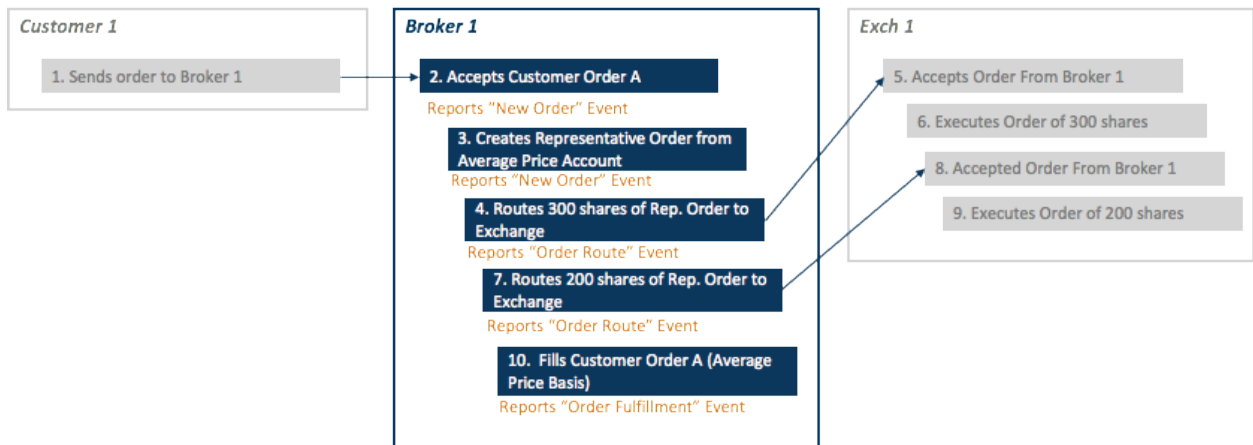 Customer 1
1. Sends order to Broker 1
Broker 1
2. Accepts Customer Order A
Reports “New Order” Event
3. Creates Representative Order from
Average Price Account
Reports “New Order” Event
4. Routes 300 shares of Rep. Order to
Exchange
Reports “Order Route” Event
7. Routes 200 shares of Rep. Order to
Exchange
Reports “Order Route” Event
10. Fills Customer Order A (Average
Price Basis)
Reports “Order Fulfillment” Event
Exch 1
5. Accepts Order From Broker 1
6. Executes Order of 300 shares
8. Accepted Order From Broker 1
9. Executes Order of 200 shares